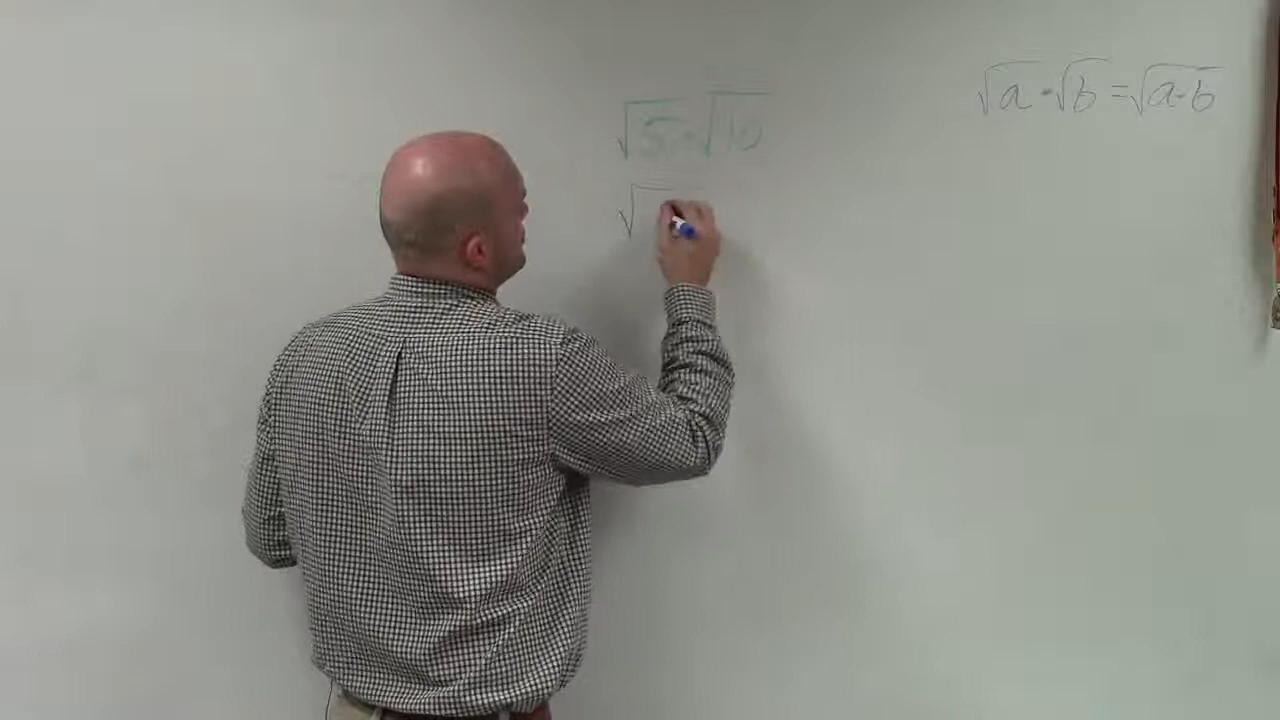 √5 · √10
√
√a · √b = √a·b